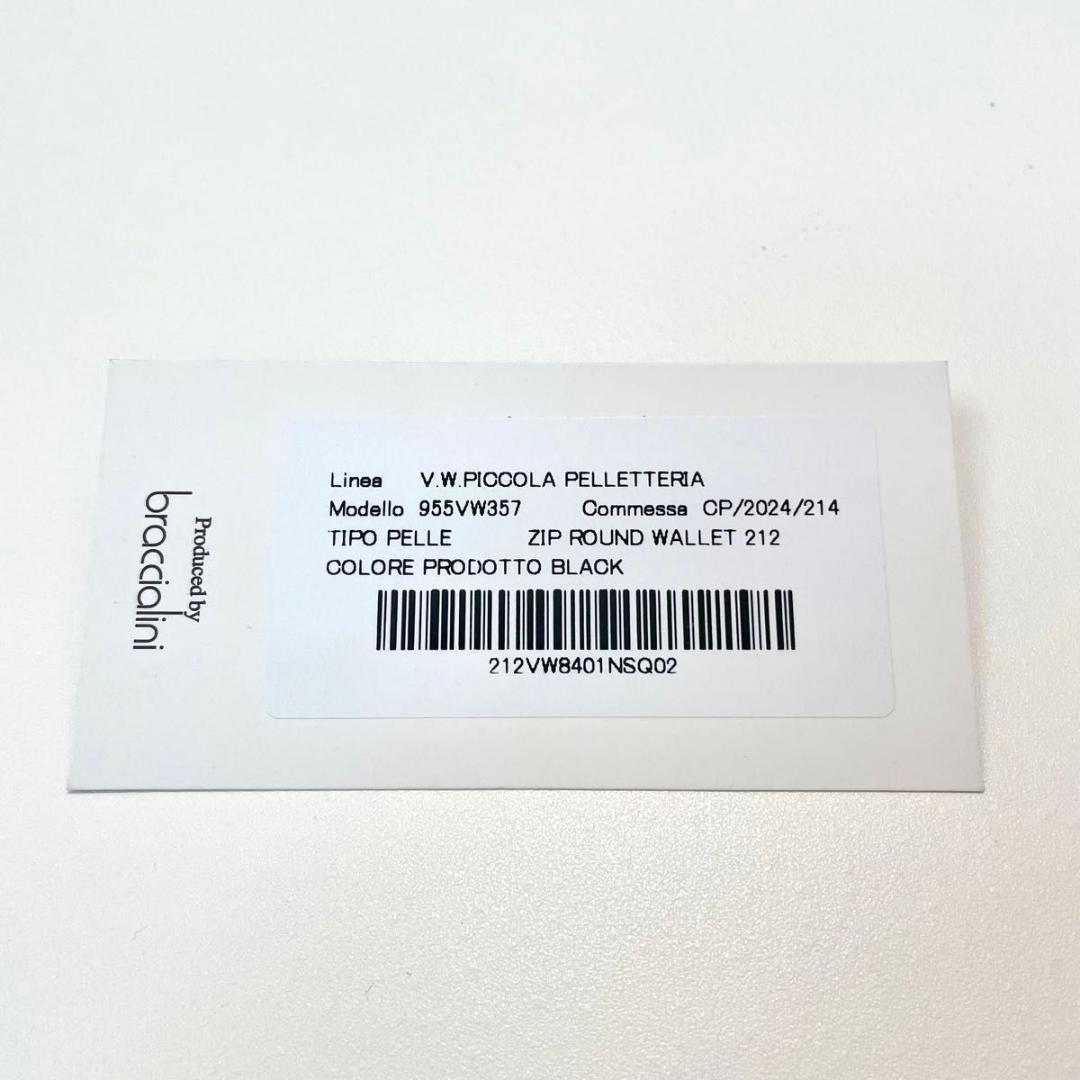 Produced by
braccialini
Linea V.W.PICCOLA PELLETTERIA
Modello 955VW357 Commessa CP/2024/214
TIPO PELLE ZIP ROUND WALLET 212
COLORE PRODOTTO BLACK
212VW8401NSQ02